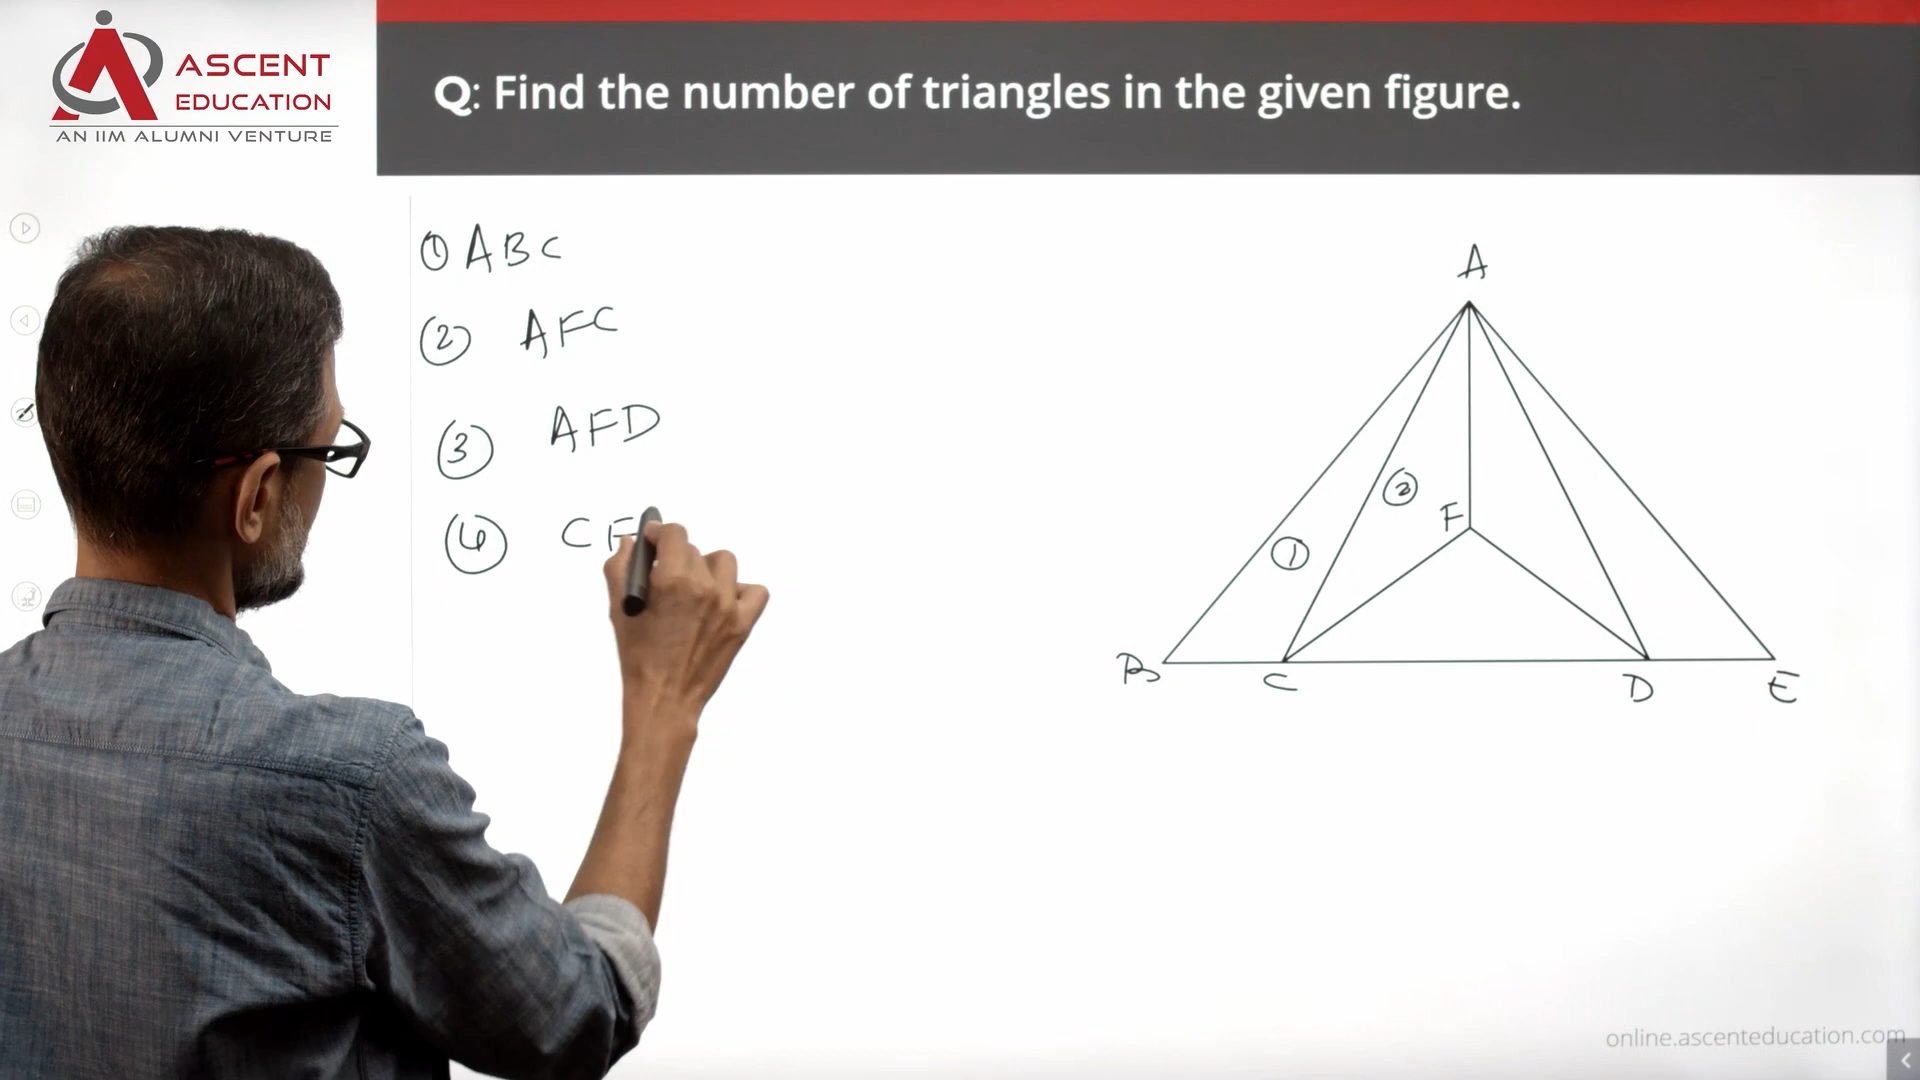 ASCENT
EDUCATION
AN IIM ALUMNI VENTURE
Q: Find the number of triangles in the given figure.
① ABC
② AFC
③ AFD
④ CF
A
②
F
①
B
C
D
E
online.ascenteducation.com